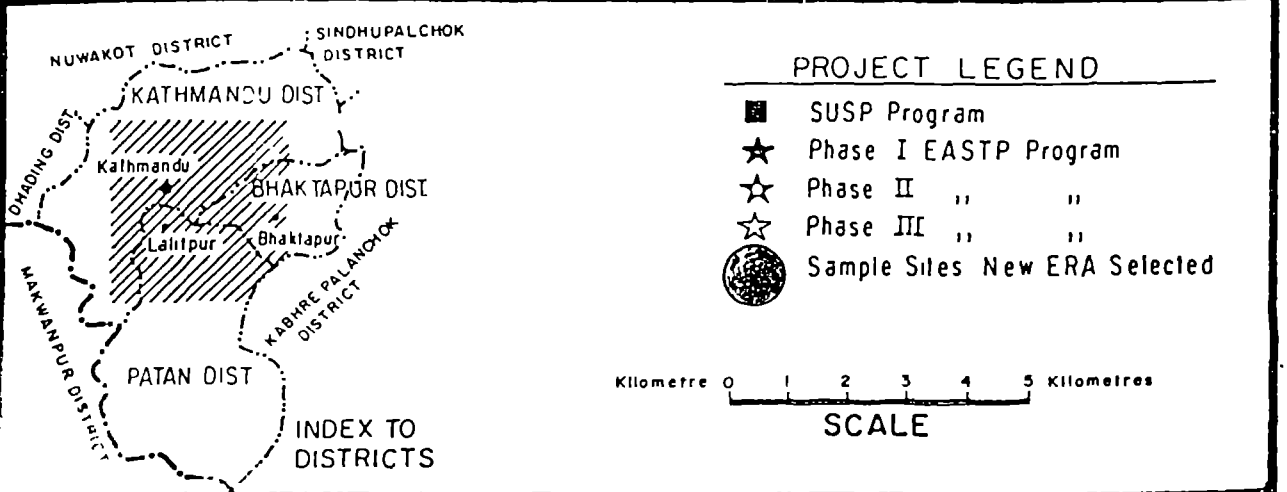 NUWAKOT DISTRICT
SINDHUPALCHOK
DISTRICT
KATHMANDU DIST
DHADING DIST
Kathmandu
BHAKTAPUR DIST
Lalitpur
Bhaktapur
KABHRE PALANCHOK
DISTRICT
MAKWANPUR DISTRICT
PATAN DIST
INDEX TO
DISTRICTS
PROJECT LEGEND
SUSP Program
Phase I EASTP Program
Phase II ,, ,,
Phase III ,, ,,
Sample Sites New ERA Selected
Kilometre 0 1 2 3 4 5 Kilometres
SCALE